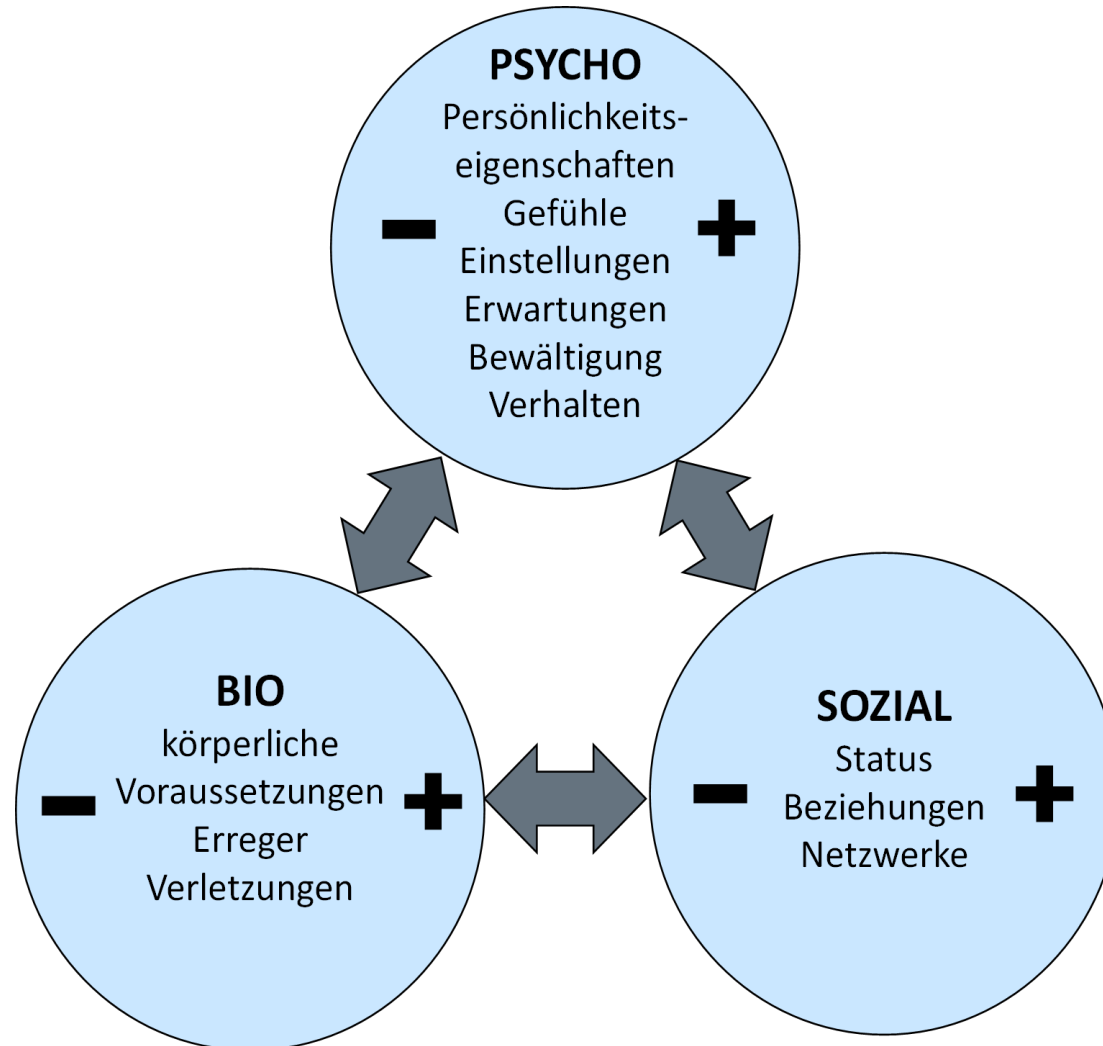 PSYCHO
Persönlichkeits-
eigenschaften
Gefühle
Einstellungen
Erwartungen
Bewältigung
Verhalten
- +
BIO
körperliche
Voraussetzungen
Erreger
Verletzungen
- +
SOZIAL
Status
Beziehungen
Netzwerke
- +